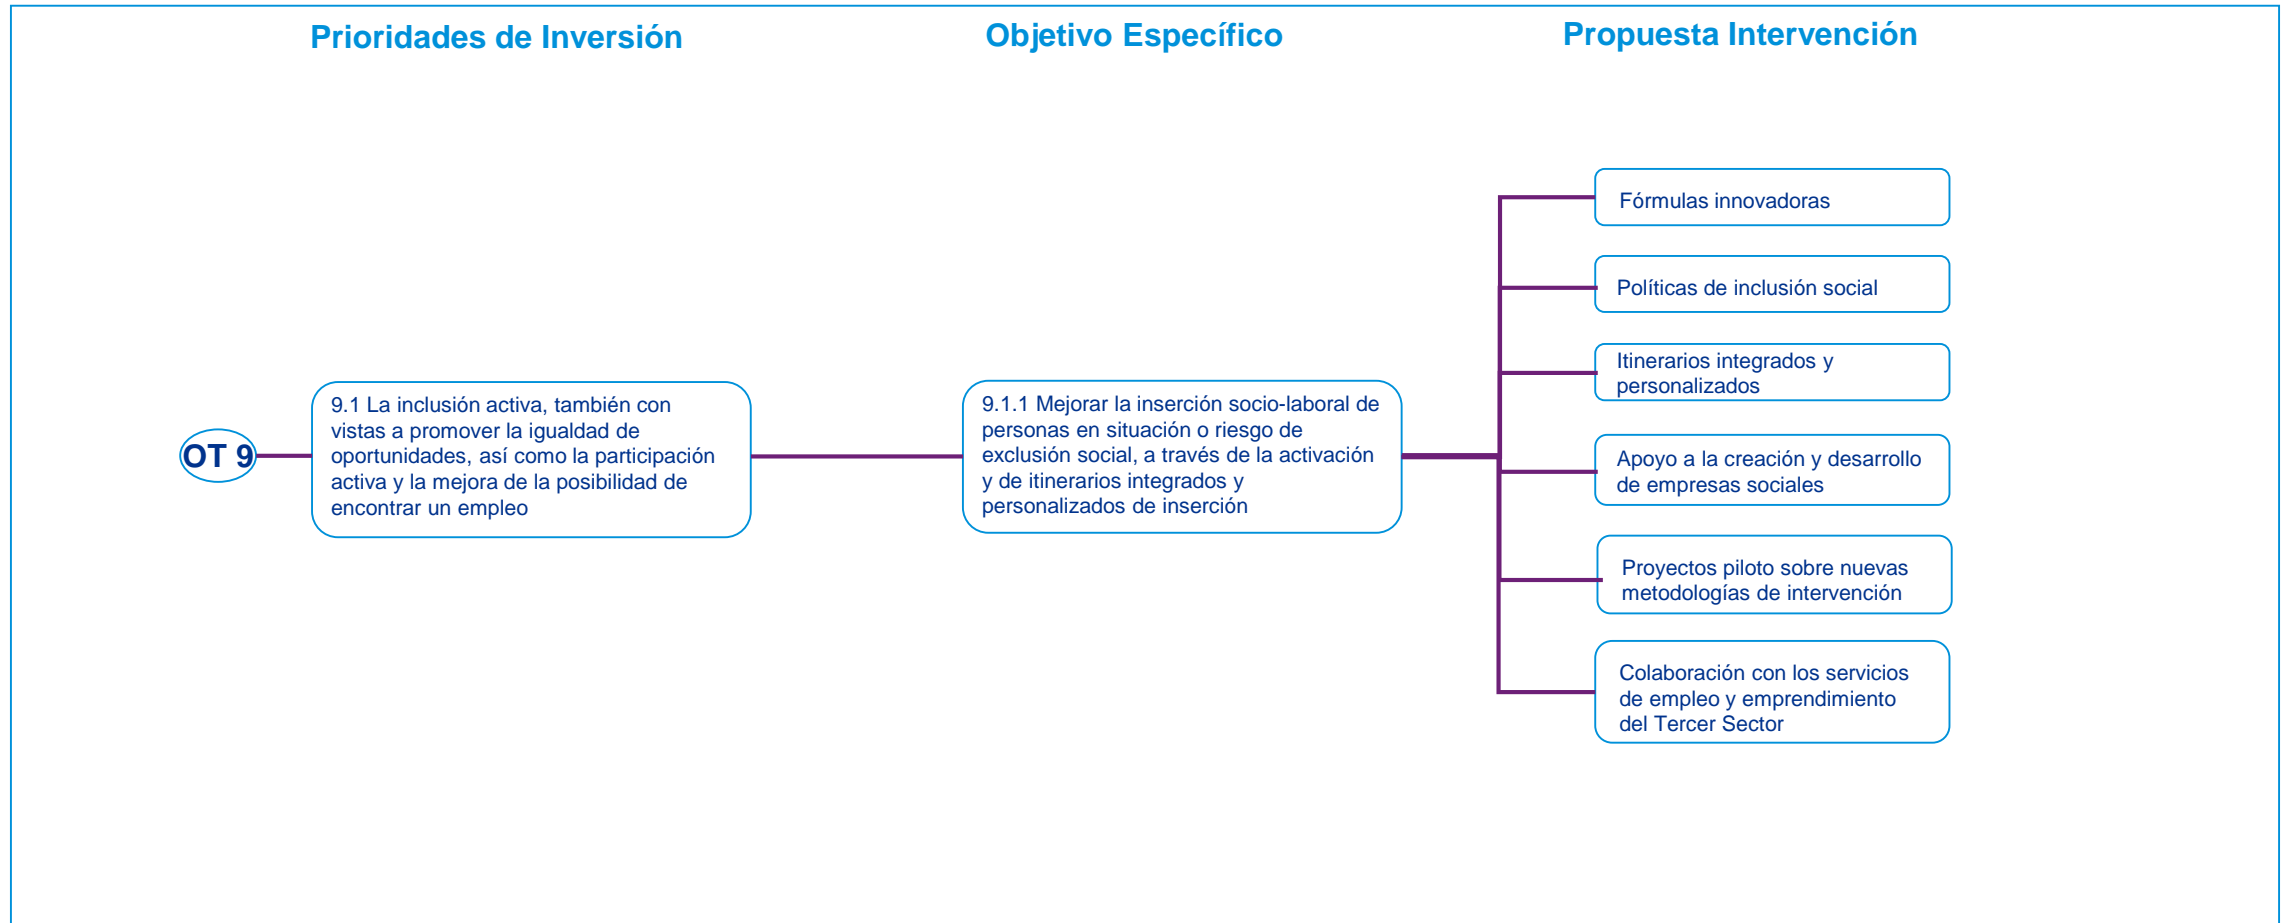 Prioridades de Inversión
Objetivo Específico
Propuesta Intervención
OT 9
9.1 La inclusión activa, también con
vistas a promover la igualdad de
oportunidades, así como la participación
activa y la mejora de la posibilidad de
encontrar un empleo
9.1.1 Mejorar la inserción socio-laboral de
personas en situación o riesgo de
exclusión social, a través de la activación
y de itinerarios integrados y
personalizados de inserción
Fórmulas innovadoras
Políticas de inclusión social
Itinerarios integrados y
personalizados
Apoyo a la creación y desarrollo
de empresas sociales
Proyectos piloto sobre nuevas
metodologías de intervención
Colaboración con los servicios
de empleo y emprendimiento
del Tercer Sector